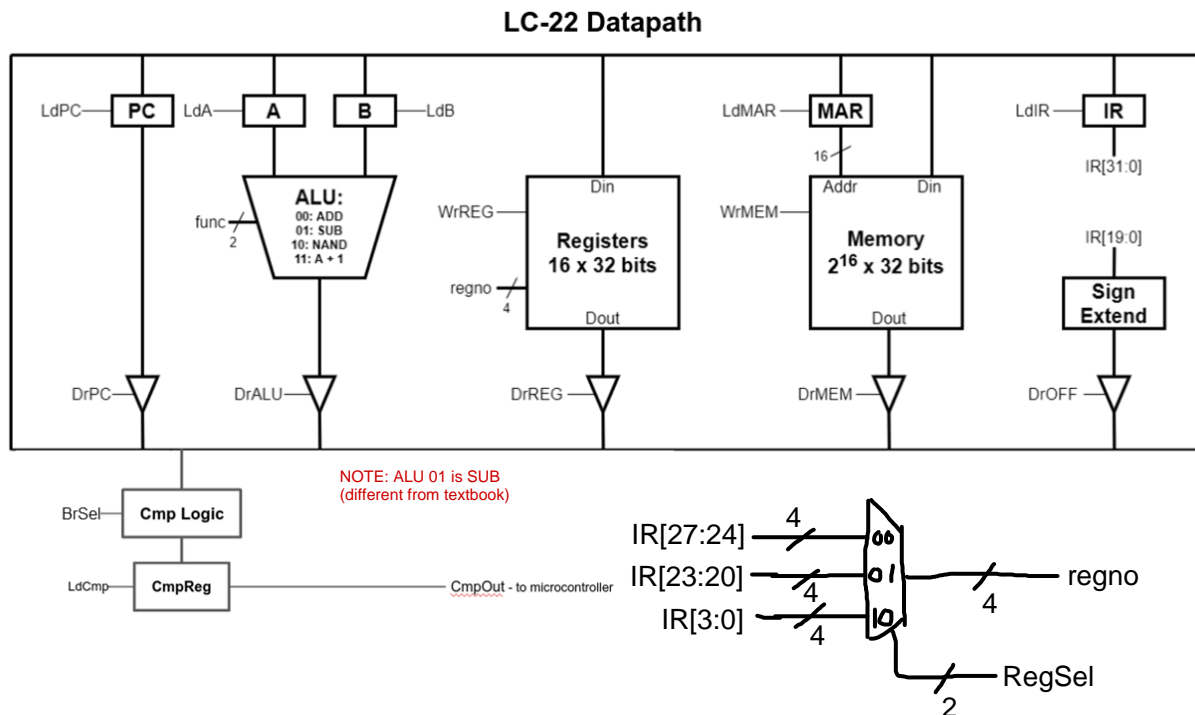 LC-22 Datapath
LdPC
PC
LdA
A
B
LdB
LdMAR
MAR
LdIR
IR
16
IR[31:0]
ALU:
00: ADD
01: SUB
10: NAND
11: A + 1
func
2
Din
WrREG
Registers
16 x 32 bits
regno
4
Dout
Addr
Din
WrMEM
Memory
2¹⁶ x 32 bits
Dout
IR[19:0]
Sign
Extend
DrPC
DrALU
DrREG
DrMEM
DrOFF
NOTE: ALU 01 is SUB
(different from textbook)
BrSel
Cmp Logic
LdCmp
CmpReg
CmpOut - to microcontroller
IR[27:24]
4
00
IR[23:20]
4
01
4
regno
IR[3:0]
4
10
RegSel
2